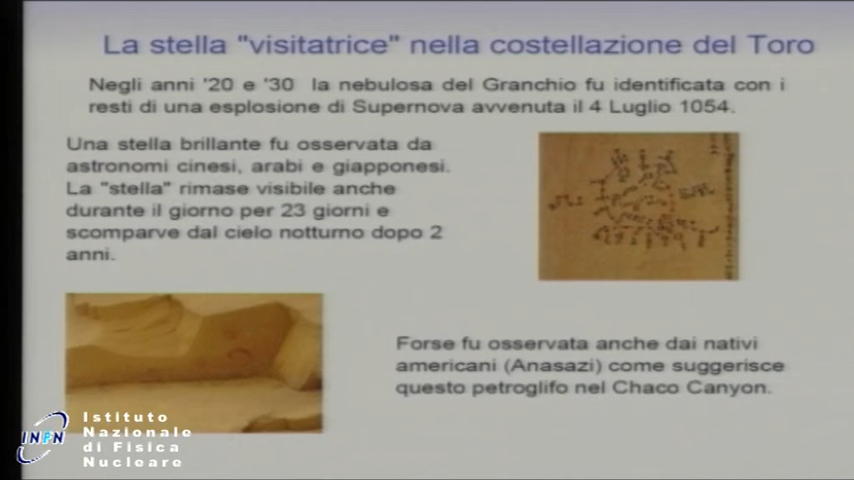 La stella "visitatrice" nella costellazione del Toro
Negli anni '20 e '30 la nebulosa del Granchio fu identificata con i
resti di una esplosione di Supernova avvenuta il 4 Luglio 1054.
Una stella brillante fu osservata da
astronomi cinesi, arabi e giapponesi.
La "stella" rimase visibile anche
durante il giorno per 23 giorni e
scomparve dal cielo notturno dopo 2
anni.
Forse fu osservata anche dai nativi
americani (Anasazi) come suggerisce
questo petroglifo nel Chaco Canyon.
INFN
Istituto
Nazionale
di Fisica
Nucleare